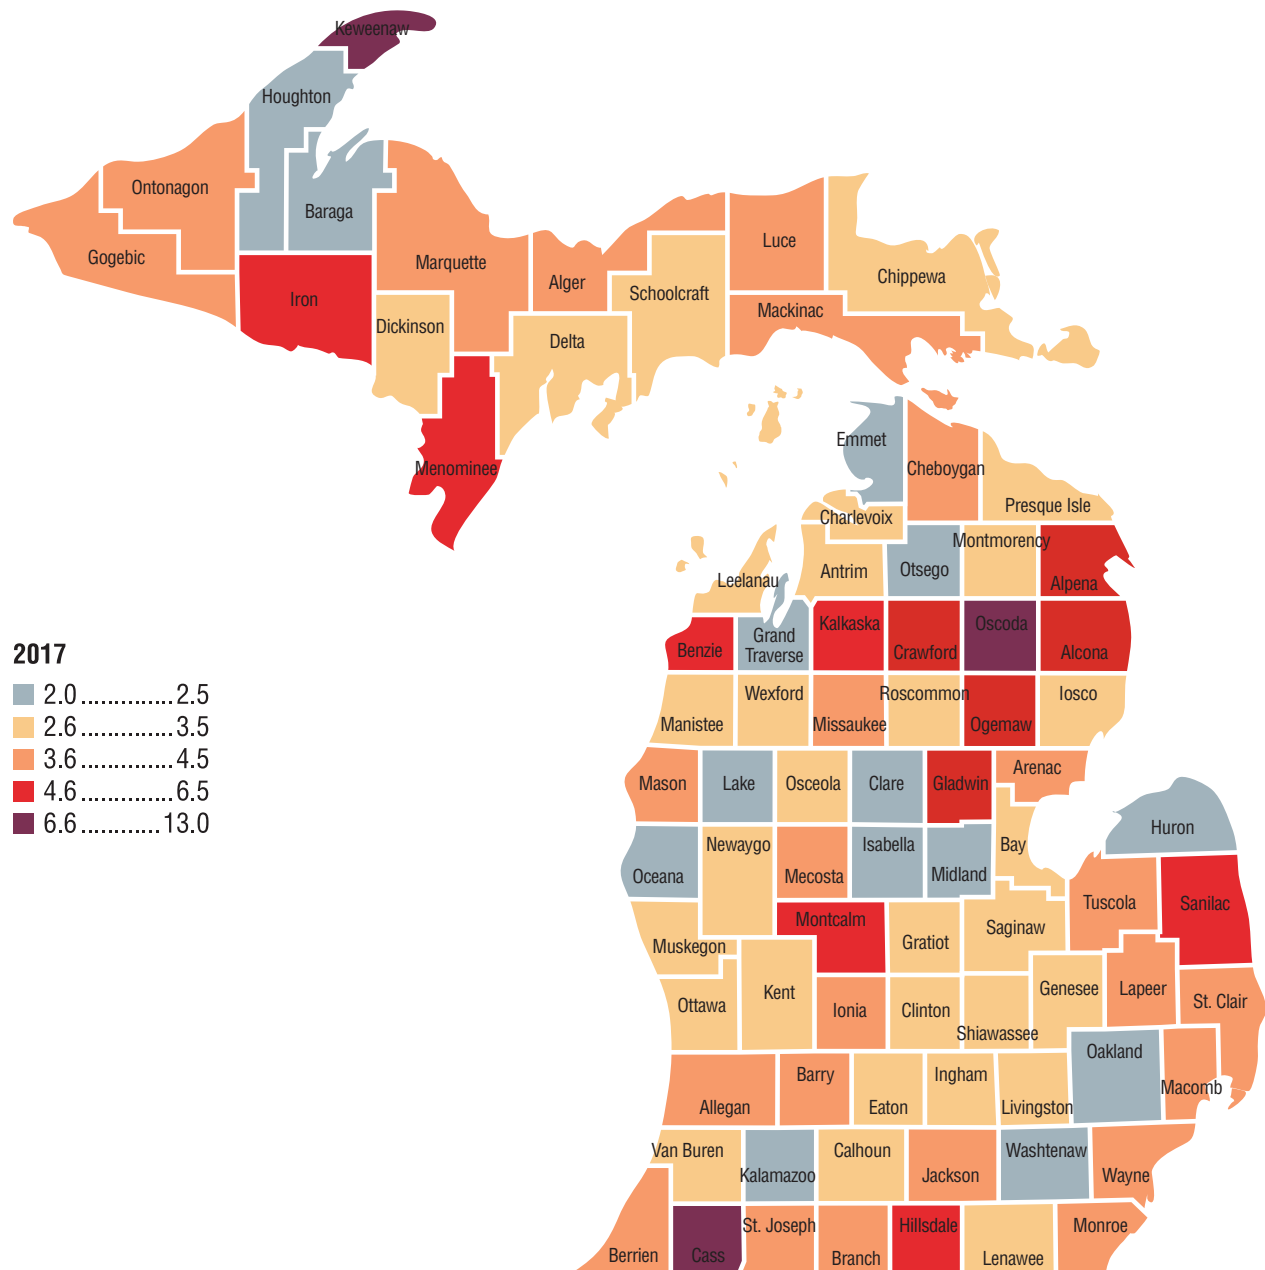 Keweenaw
Houghton
Ontonagon
Baraga
Gogebic
Marquette
Luce
Alger
Chippewa
Schoolcraft
Iron
Mackinac
Dickinson
Delta
Emmet
Menominee
Cheboygan
Presque Isle
Charlevoix
Montmorency
Leelanau
Antrim
Otsego
Alpena
Kalkaska
Oscoda
Grand
Traverse
Benzie
Crawford
Alcona
2017
2.0.............2.5
2.6.............3.5
3.6.............4.5
4.6.............6.5
6.6...........13.0
Wexford
Roscommon
Iosco
Manistee
Missaukee
Ogemaw
Mason
Lake
Osceola
Clare
Gladwin
Arenac
Huron
Newaygo
Isabella
Bay
Oceana
Mecosta
Midland
Tuscola
Sanilac
Montcalm
Saginaw
Muskegon
Gratiot
Kent
Genesee
Lapeer
St. Clair
Ottawa
Ionia
Clinton
Shiawassee
Oakland
Barry
Ingham
Macomb
Allegan
Eaton
Livingston
Van Buren
Calhoun
Washtenaw
Kalamazoo
Jackson
Wayne
St. Joseph
Hillsdale
Monroe
Berrien
Cass
Branch
Lenawee